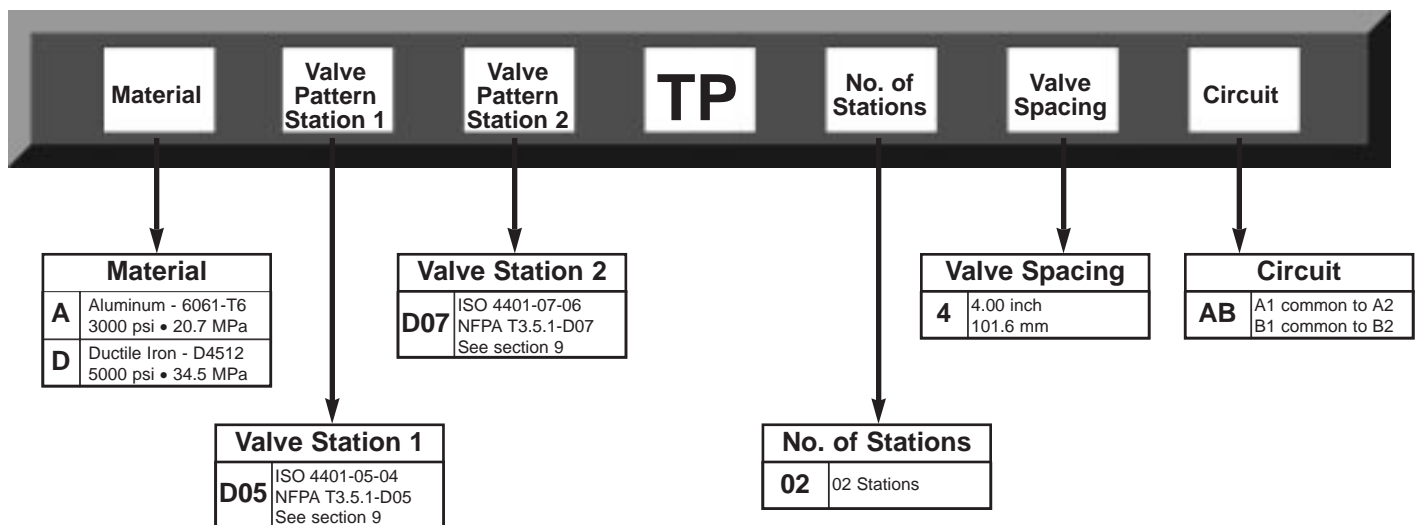 Material
Valve
Pattern
Station 1
Valve
Pattern
Station 2
TP
No. of
Stations
Valve
Spacing
Circuit
Material
A
Aluminum - 6061-T6
3000 psi • 20.7 MPa
D
Ductile Iron - D4512
5000 psi • 34.5 MPa
Valve Station 2
D07
ISO 4401-07-06
NFPA T3.5.1-D07
See section 9
Valve Spacing
4
4.00 inch
101.6 mm
Circuit
AB
A1 common to A2
B1 common to B2
Valve Station 1
D05
ISO 4401-05-04
NFPA T3.5.1-D05
See section 9
No. of Stations
02
02 Stations